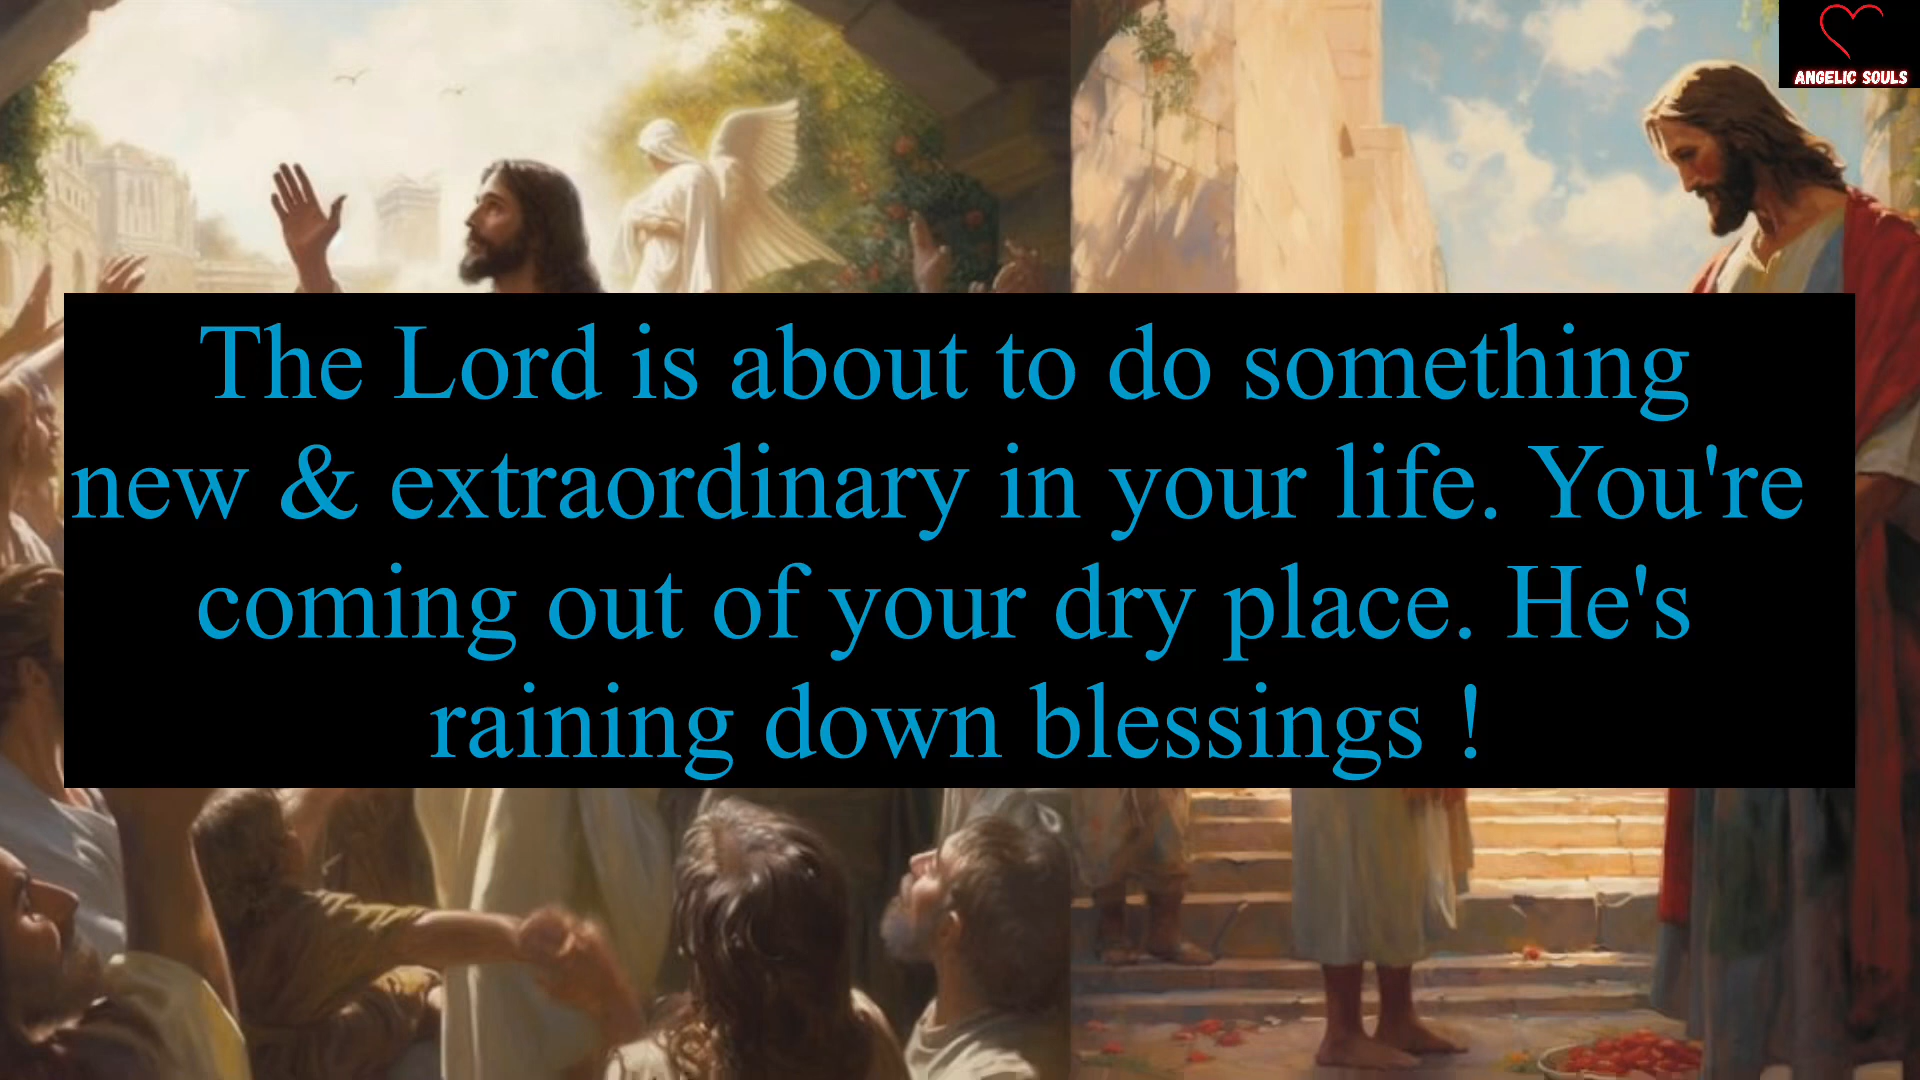 ANGELIC SOULS
The Lord is about to do something
new & extraordinary in your life. You're
coming out of your dry place. He's
raining down blessings !